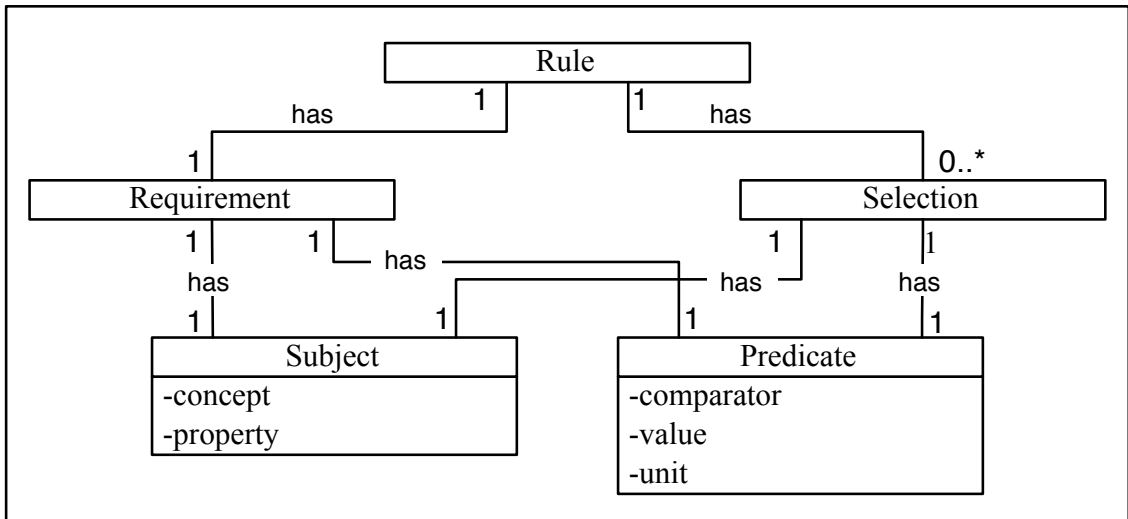 Rule
1 1
has has
1 0..*
Requirement Selection
1 1 1 1
has has has has
1 1 1 1
Subject Predicate
-concept -comparator
-property -value
-unit